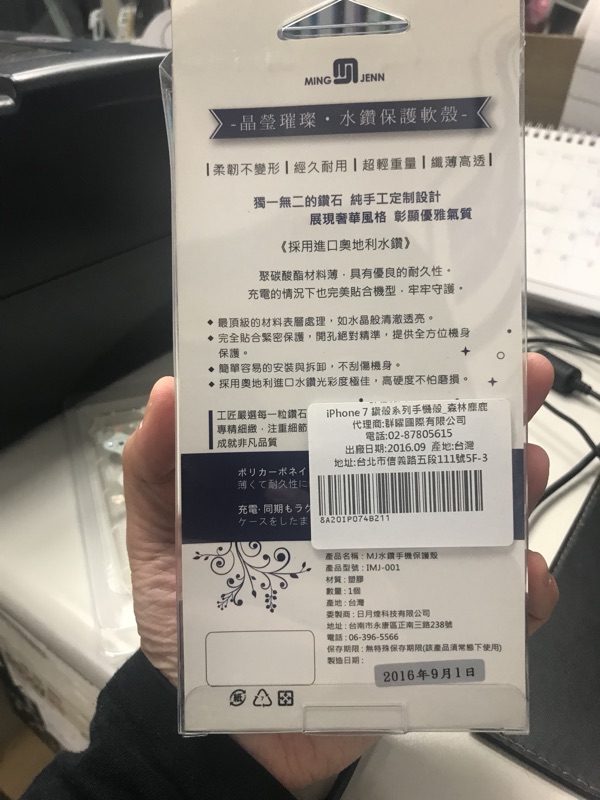 MING JENN
-晶瑩璀璨・水鑽保護軟殼-
|柔韌不變形|經久耐用|超輕重量|纖薄高透|
獨一無二的鑽石 純手工定制設計
展現奢華風格 彰顯優雅氣質
《採用進口奧地利水鑽》
聚碳酸酯材料薄,具有優良的耐久性。
充電的情況下也完美貼合機型,牢牢守護。
◆ 最頂級的材料表層處理,如水晶般清澈透亮。
◆ 完全貼合緊密保護,開孔絕對精準,提供全方位機身
保護。
◆ 簡單容易的安裝與拆卸,不刮傷機身。
◆ 採用奧地利進口水鑽光彩度極佳,高硬度不怕磨損。
工匠嚴選每一粒鑽石
專精細緻,注重細節
成就非凡品質
iPhone 7 鑽殼系列手機殼_森林麋鹿
代理商:群曜國際有限公司
電話:02-87805615
出廠日期:2016.09 產地:台灣
地址:台北市信義路五段111號5F-3
8A20IP074B211
ポリカーボネイ
薄くて耐久性に
充電·同期もラク
ケースをしたま
產品名稱 : MJ水鑽手機保護殼
產品型號 : IMJ-001
材質 : 塑膠
數量 : 1個
產地 : 台灣
委製商 : 日月燦科技有限公司
地址 : 台南市永康區正南三路238號
電話 : 06-396-5566
保存期限 : 無特殊保存期限(該產品須常態下使用)
製造日期 :
2016年9月1日
紙